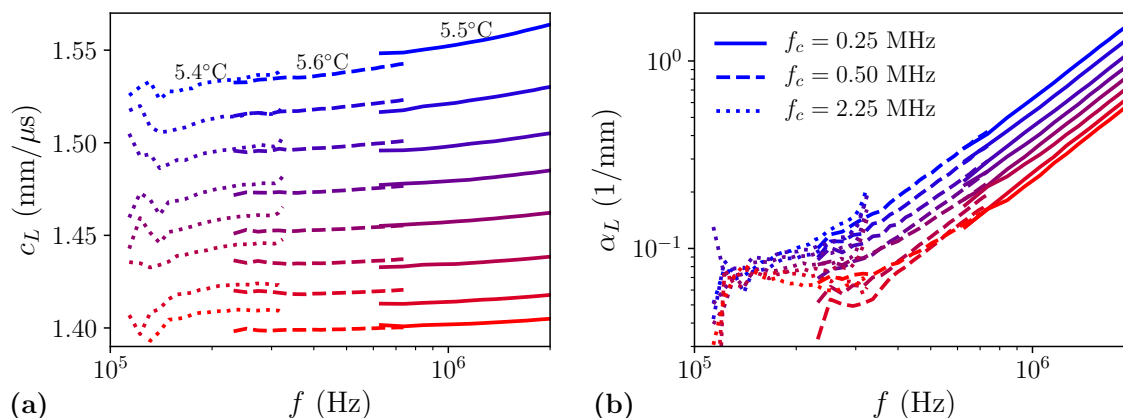 1.55
1.50
1.45
1.40
c_L (mm/μs)
5.4°C
5.6°C
5.5°C
10^5
10^6
f (Hz)
(a)
10^0
10^−1
α_L (1/mm)
f_c = 0.25 MHz
f_c = 0.50 MHz
f_c = 2.25 MHz
10^5
10^6
f (Hz)
(b)